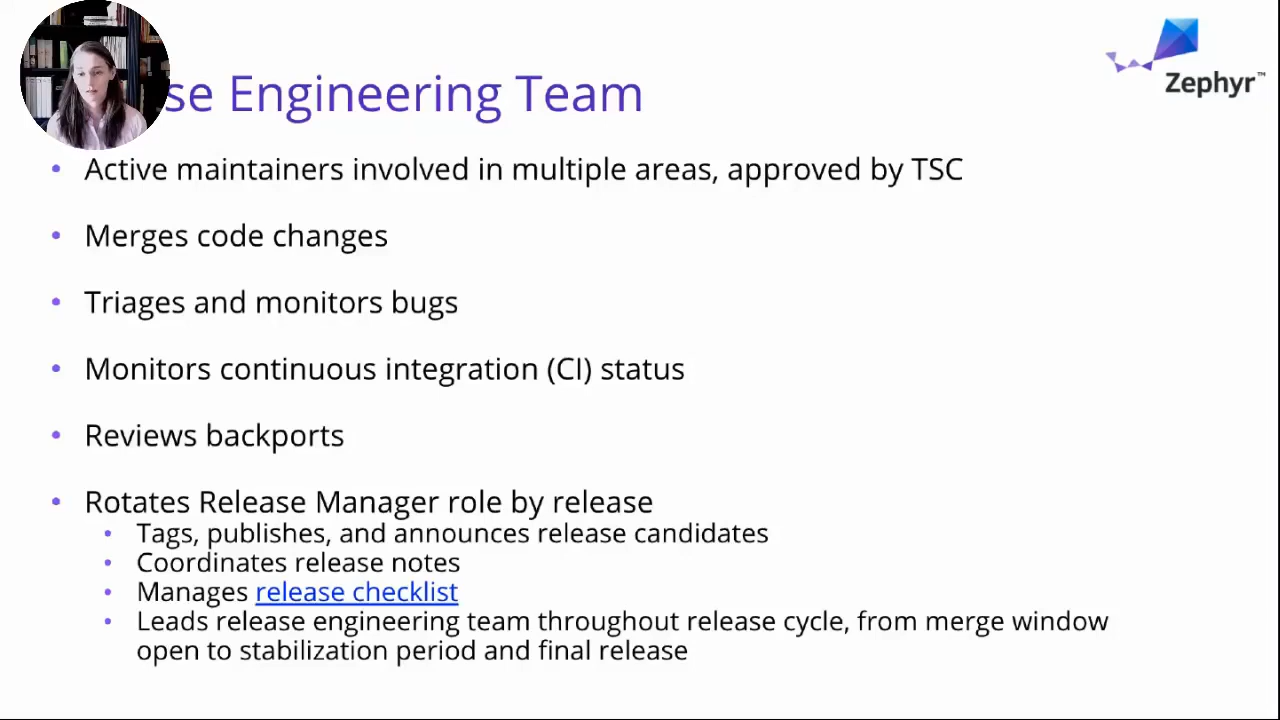 se Engineering Team
Zephyr™
Active maintainers involved in multiple areas, approved by TSC
Merges code changes
Triages and monitors bugs
Monitors continuous integration (CI) status
Reviews backports
Rotates Release Manager role by release
Tags, publishes, and announces release candidates
Coordinates release notes
Manages release checklist
Leads release engineering team throughout release cycle, from merge window
open to stabilization period and final release